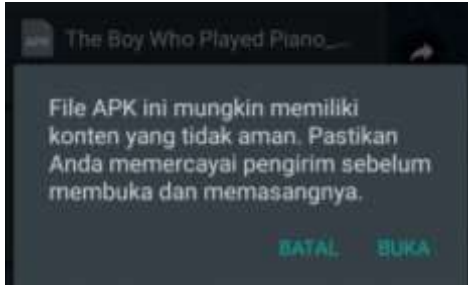 APK The Boy Who Played Piano_...
File APK ini mungkin memiliki
konten yang tidak aman. Pastikan
Anda memercayai pengirim sebelum
membuka dan memasangnya.
BATAL BUKA